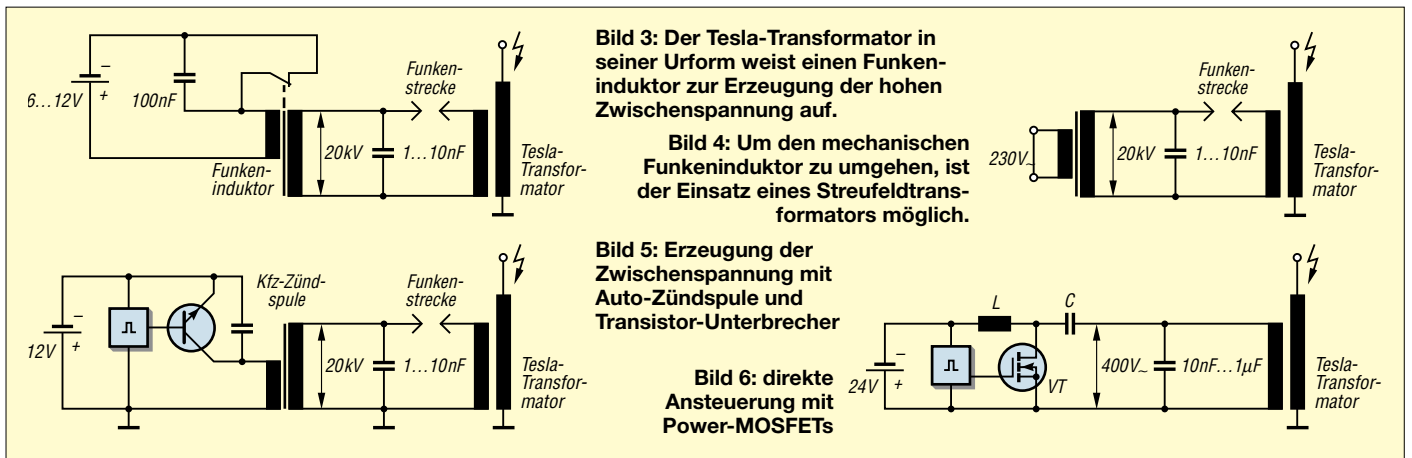 –
+
6…12V
100nF
Funken-
induktor
20kV
1…10nF
Funken-
strecke
Tesla-
Transfor-
mator
Bild 3: Der Tesla-Transformator in
seiner Urform weist einen Funken-
induktor zur Erzeugung der hohen
Zwischenspannung auf.
Bild 4: Um den mechanischen
Funkeninduktor zu umgehen, ist
der Einsatz eines Streufeldtrans-
formators möglich.
230V~
20kV
1…10nF
Funken-
strecke
Tesla-
Transfor-
mator
–
+
12V
Kfz-Zünd-
spule
20kV
1…10nF
Funken-
strecke
Tesla-
Transfor-
mator
Bild 5: Erzeugung der
Zwischenspannung mit
Auto-Zündspule und
Transistor-Unterbrecher
Bild 6: direkte
Ansteuerung mit
Power-MOSFETs
–
+
24V
L
VT
C
400V~
10nF…1µF
Tesla-
Transfor-
mator